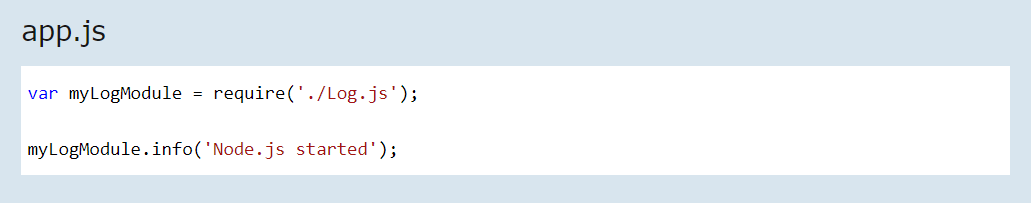 app.js
var myLogModule = require('./Log.js');
myLogModule.info('Node.js started');